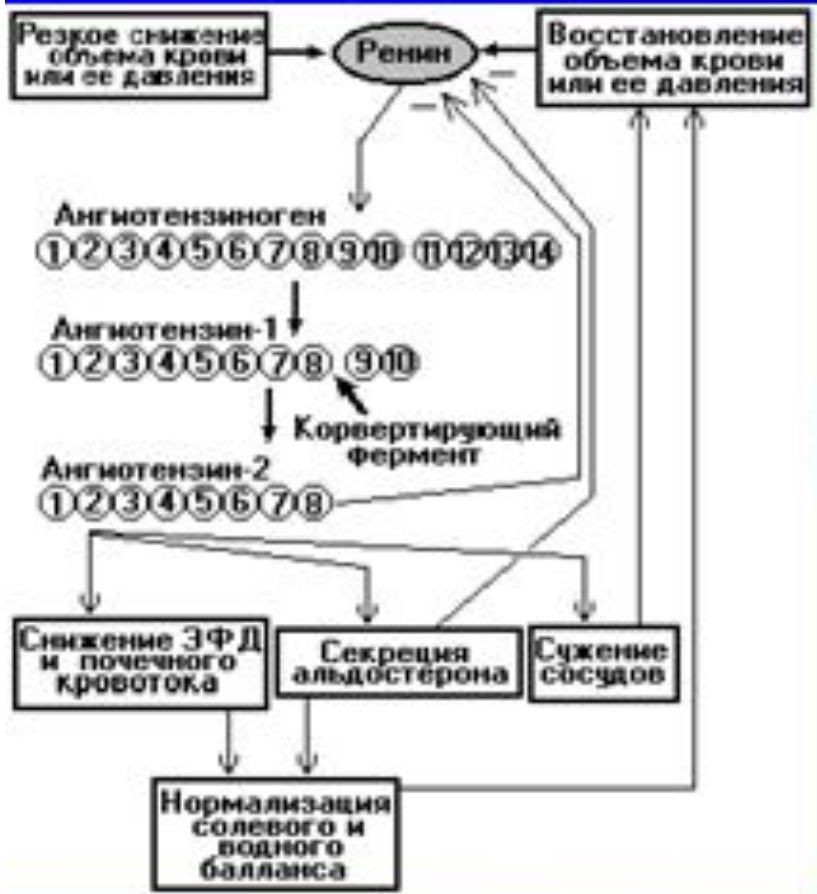 Резкое снижение
объема крови
или ее давления
Ренин
Восстановление
объема крови
или ее давления
—
—
Ангиотензиноген
1 2 3 4 5 6 7 8 9 10 11 12 13 14
Ангиотензин-1
1 2 3 4 5 6 7 8 9 10
Корвертирующий
фермент
Ангиотензин-2
1 2 3 4 5 6 7 8
Снижение ЭФД
и почечного
кровотока
Секреция
альдостерона
Сужение
сосудов
Нормализация
солевого и
водного
балланса